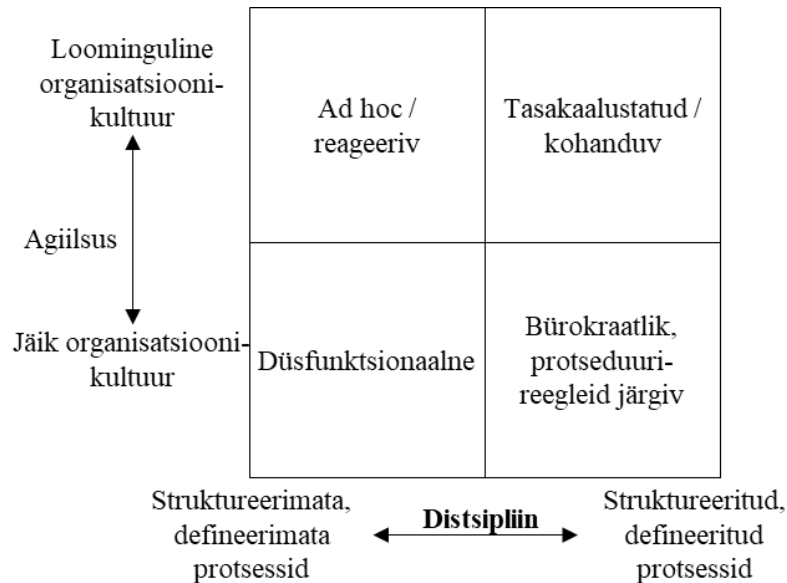 Loominguline
organisatsiooni-
kultuur
Ad hoc /
reageeriv
Tasakaalustatud /
kohanduv
Agiilsus
Jäik organisatsiooni-
kultuur
Düsfunktsionaalne
Bürokraatlik,
protseduuri-
reegleid järgiv
Struktureerimata,
defineerimata
protsessid
Distsipliin
Struktureeritud,
defineeritud
protsessid